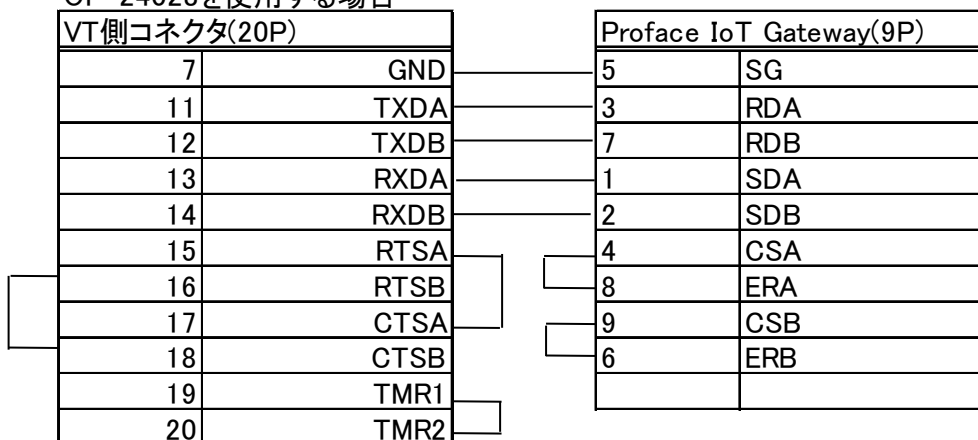 VT側コネクタ(20P)
Proface IoT Gateway(9P)
7 GND 5 SG
11 TXDA 3 RDA
12 TXDB 7 RDB
13 RXDA 1 SDA
14 RXDB 2 SDB
15 RTSA 4 CSA
16 RTSB 8 ERA
17 CTSA 9 CSB
18 CTSB 6 ERB
19 TMR1
20 TMR2